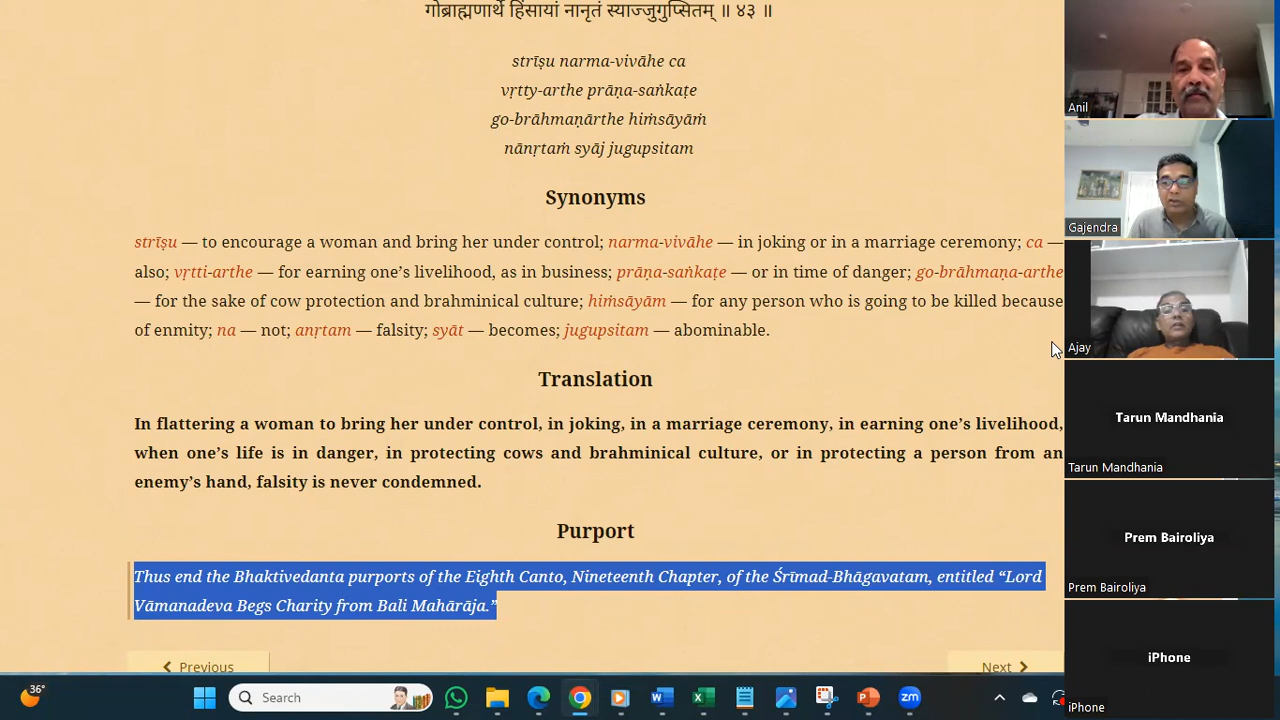 गोब्राह्मणार्थे हिंसायां नानृतं स्याज्जुगुप्सितम् ॥ ४३ ॥
strīṣu narma-vivāhe ca
vṛtty-arthe prāṇa-saṅkaṭe
go-brāhmaṇārthe hiṁsāyāṁ
nānṛtaṁ syāj jugupsitam
Synonyms
strīṣu — to encourage a woman and bring her under control; narma-vivāhe — in joking or in a marriage ceremony; ca —
also; vṛtti-arthe — for earning one’s livelihood, as in business; prāṇa-saṅkaṭe — or in time of danger; go-brāhmaṇa-arthe
— for the sake of cow protection and brahminical culture; hiṁsāyām — for any person who is going to be killed because
of enmity; na — not; anṛtam — falsity; syāt — becomes; jugupsitam — abominable.
Translation
In flattering a woman to bring her under control, in joking, in a marriage ceremony, in earning one’s livelihood,
when one’s life is in danger, in protecting cows and brahminical culture, or in protecting a person from an
enemy’s hand, falsity is never condemned.
Purport
Thus end the Bhaktivedanta purports of the Eighth Canto, Nineteenth Chapter, of the Śrīmad-Bhāgavatam, entitled “Lord
Vāmanadeva Begs Charity from Bali Mahārāja.”
Previous
Next
Anil
Gajendra
Ajay
Tarun Mandhania
Tarun Mandhania
Prem Bairoliya
Prem Bairoliya
iPhone
iPhone
36°
Search
zm